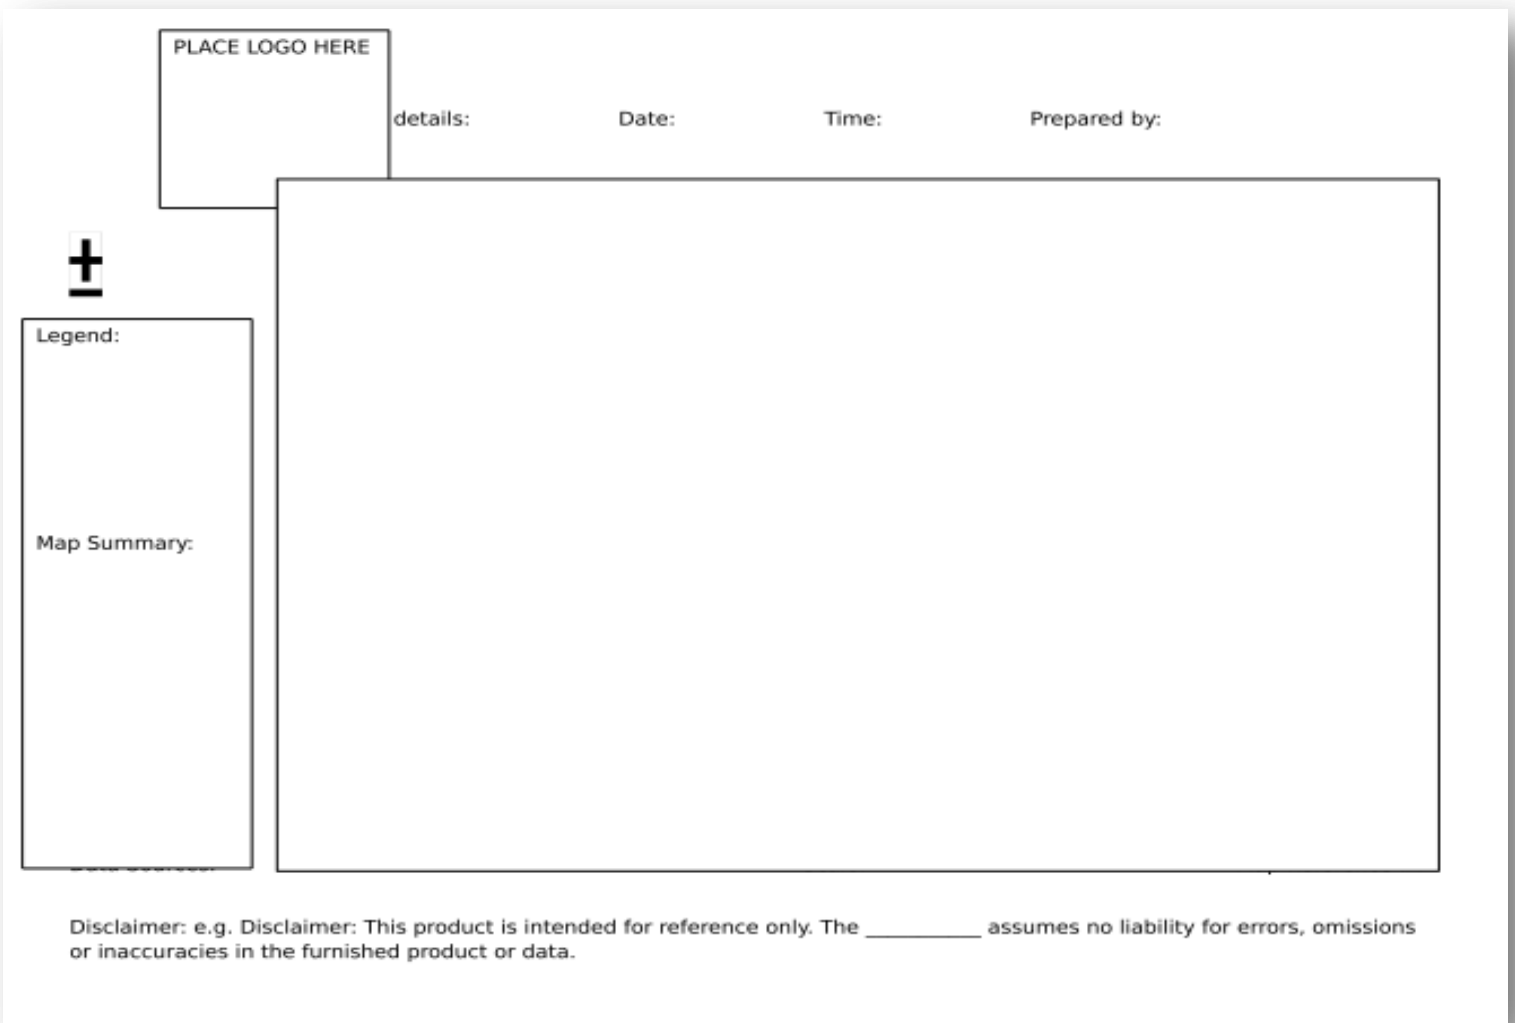 PLACE LOGO HERE
details: Date: Time: Prepared by:
±
Legend:
Map Summary:
Disclaimer: e.g. Disclaimer: This product is intended for reference only. The ___________ assumes no liability for errors, omissions
or inaccuracies in the furnished product or data.